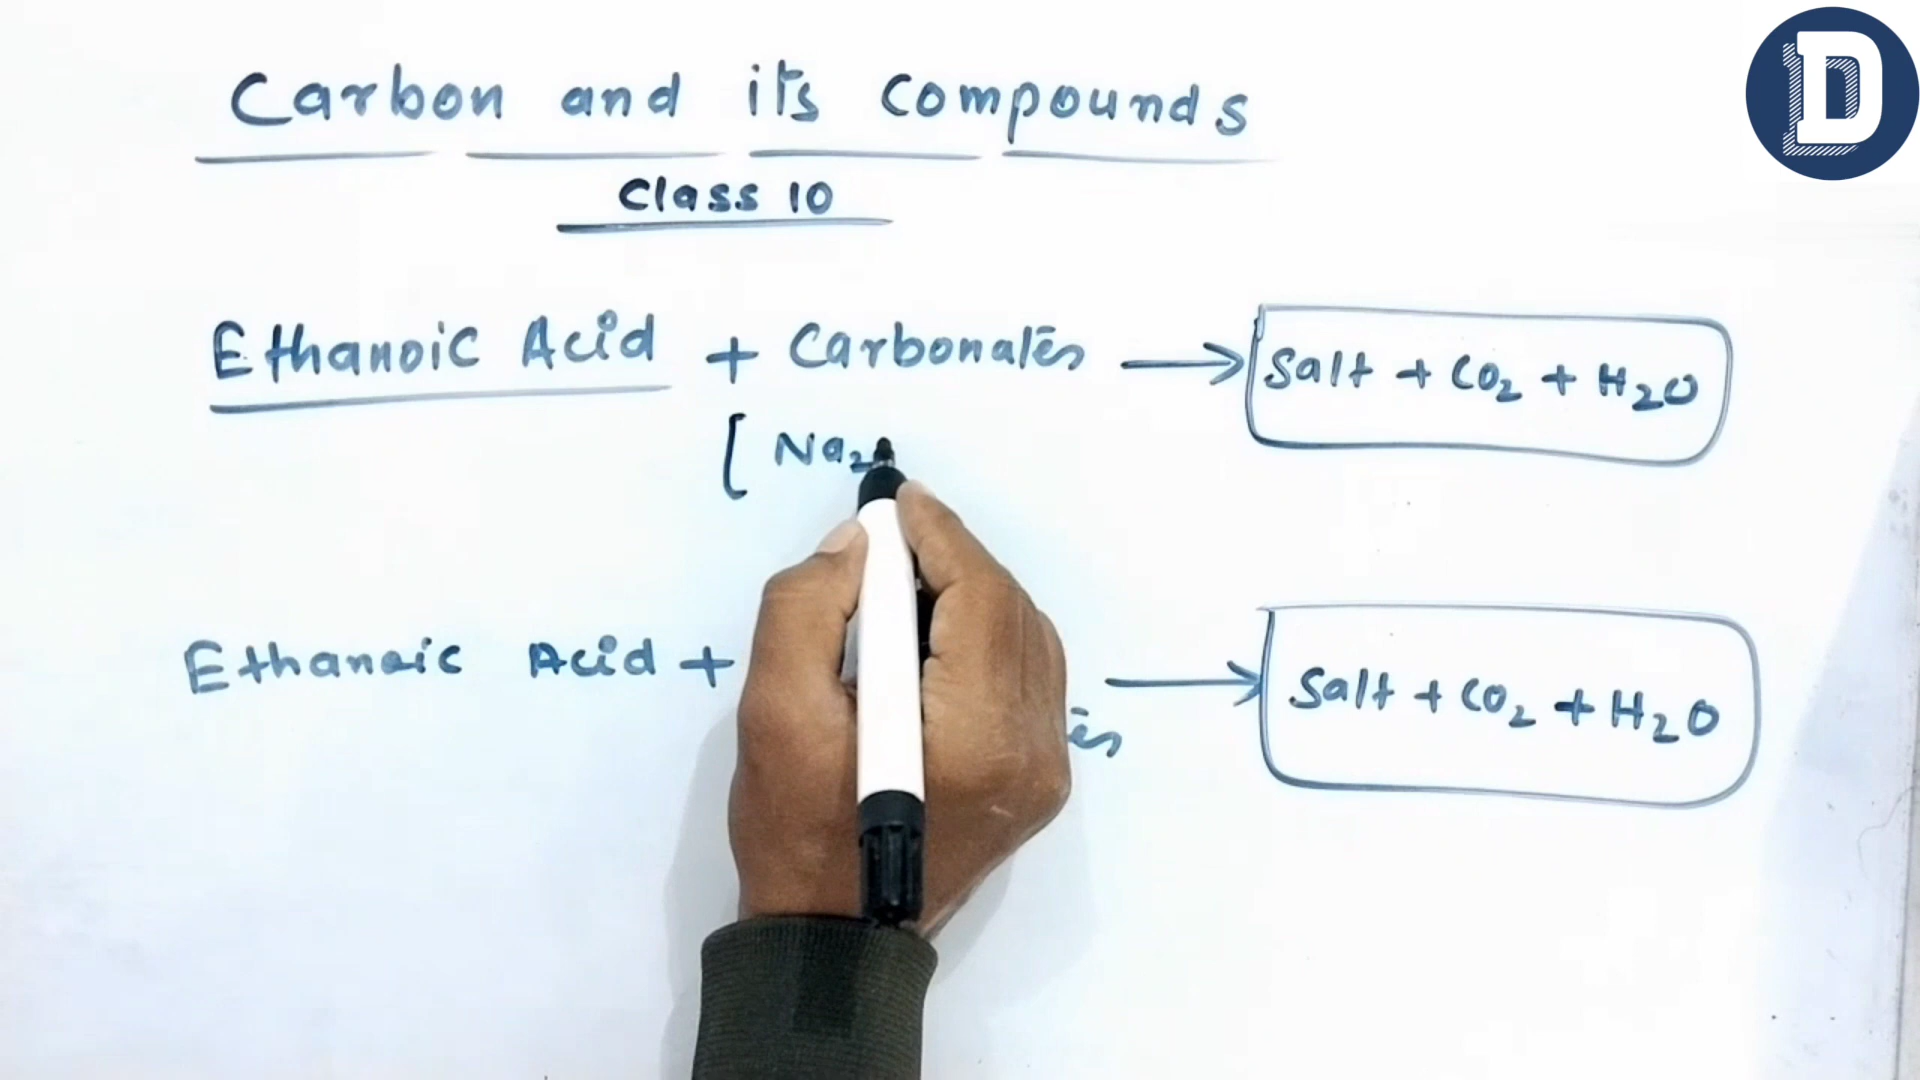 D
Carbon and its Compounds
Class 10
Ethanoic Acid + Carbonates → Salt + CO₂ + H₂O
[ Na₂
Ethanoic Acid + → Salt + CO₂ + H₂O